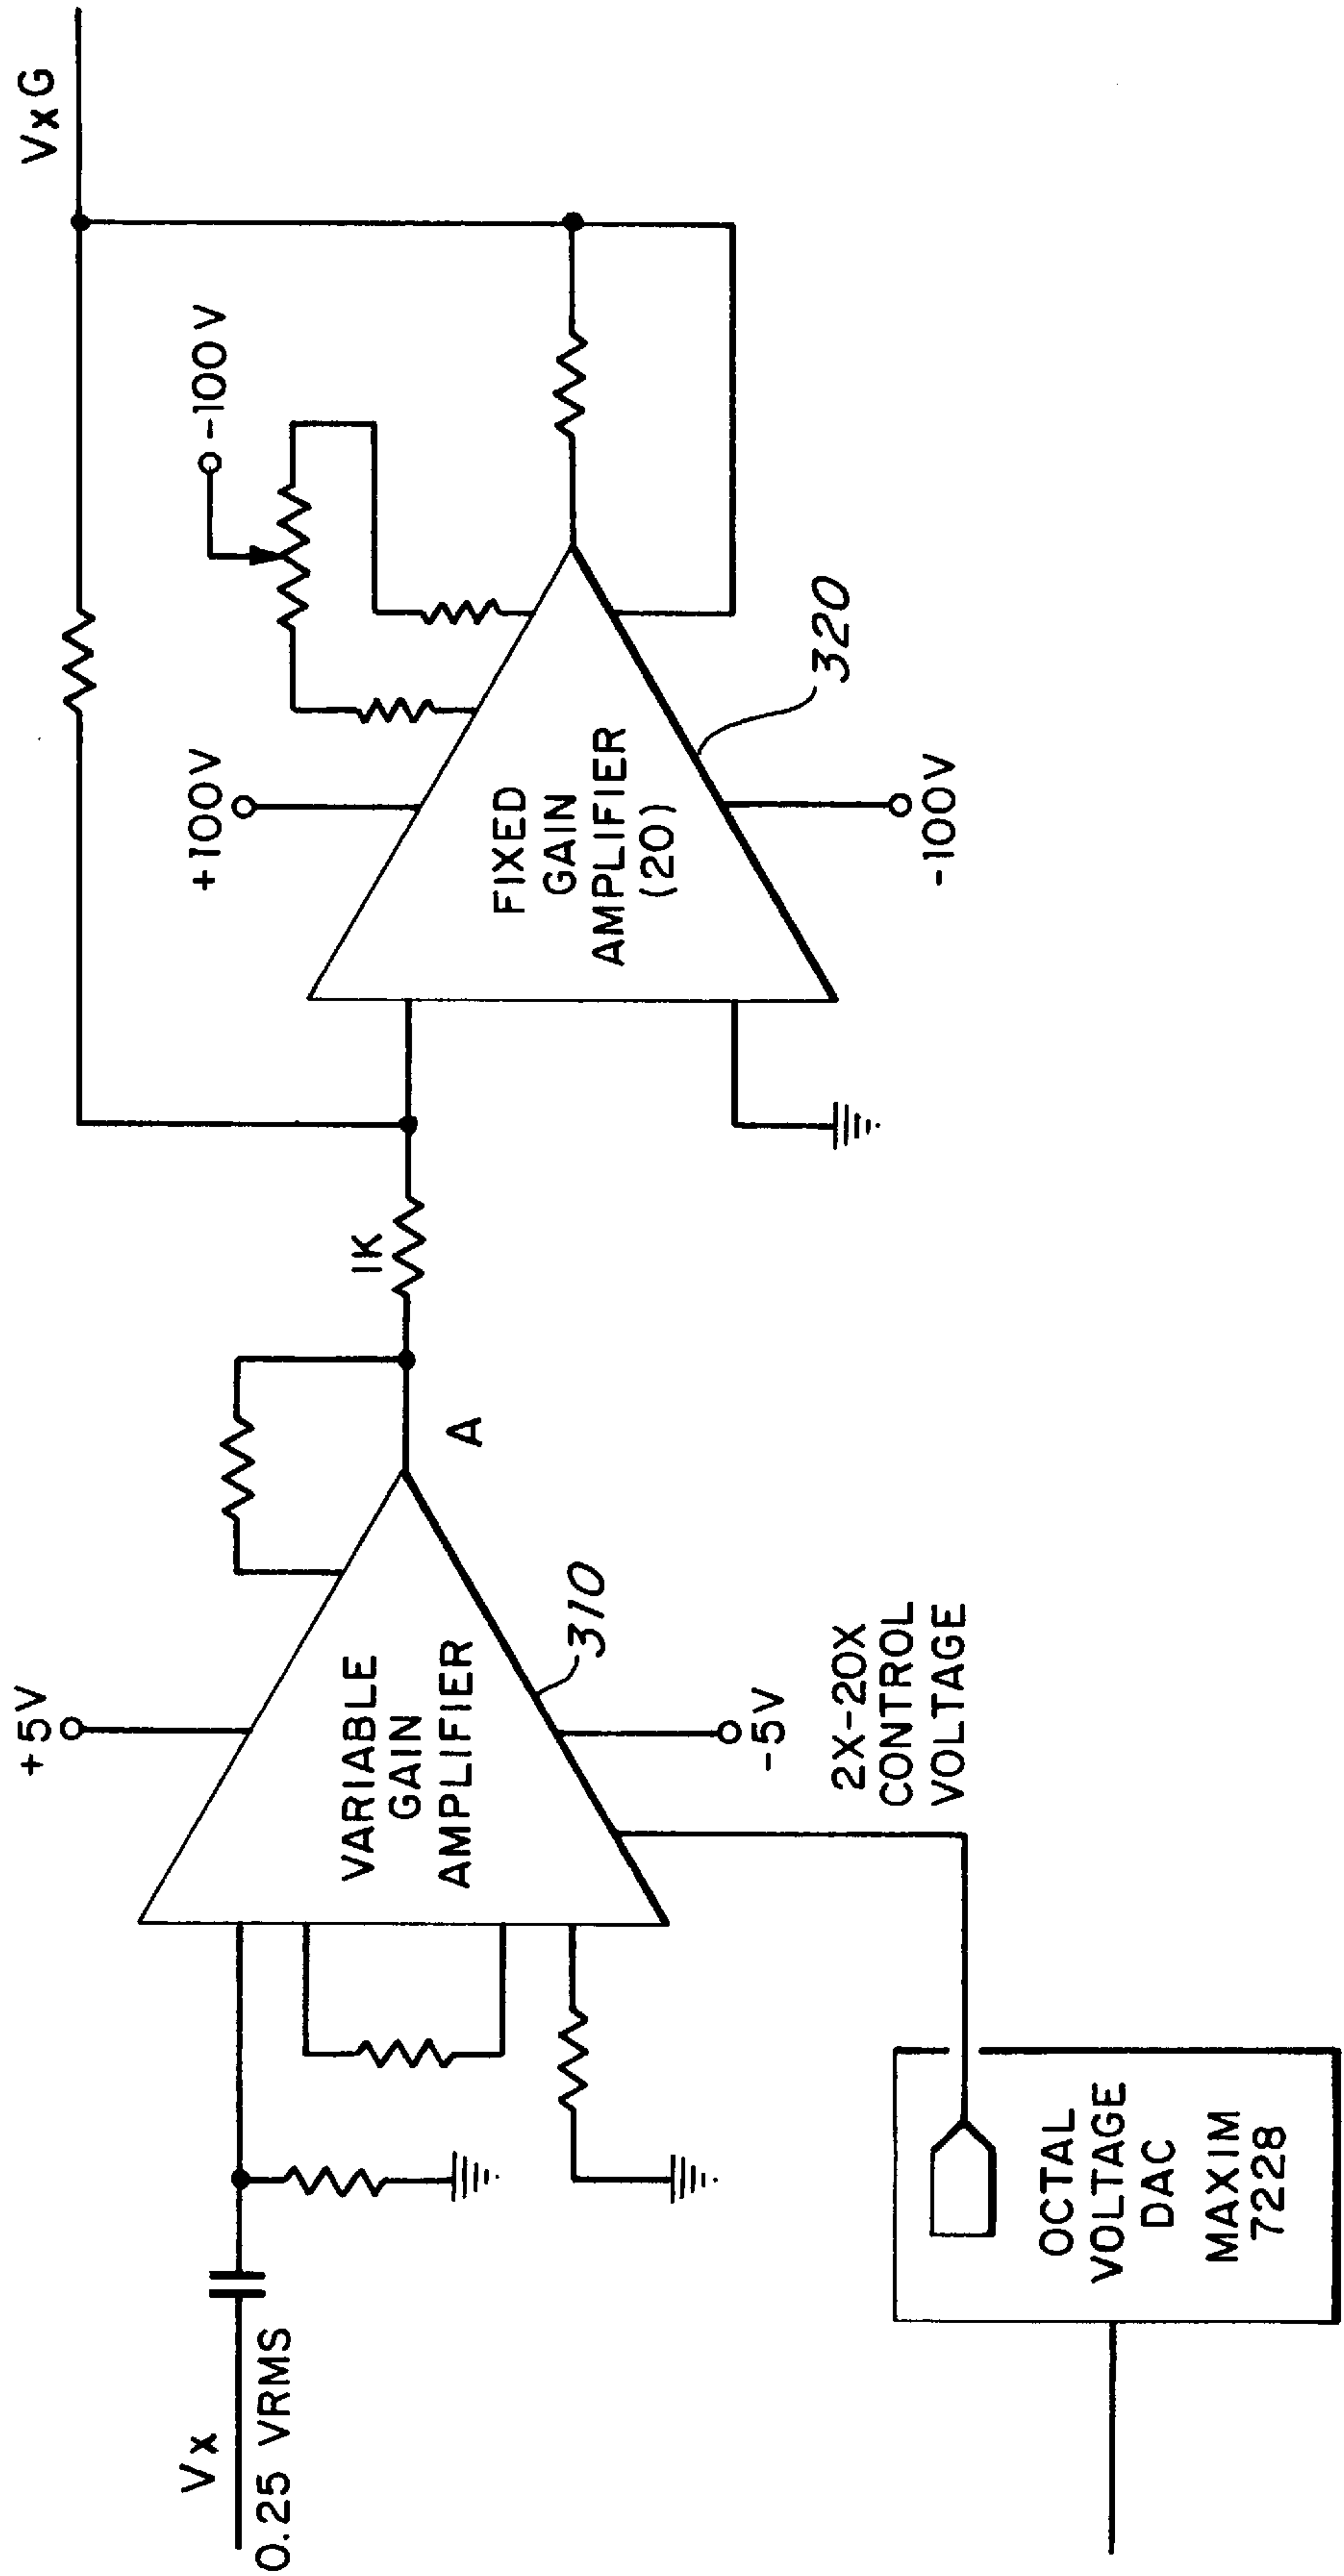 Vx
0.25 VRMS
+5V
VARIABLE
GAIN
AMPLIFIER
310
-5V
A
1K
2X-20X
CONTROL
VOLTAGE
OCTAL
VOLTAGE
DAC
MAXIM
7228
+100V
-100V
FIXED
GAIN
AMPLIFIER
(20)
320
-100V
VxG